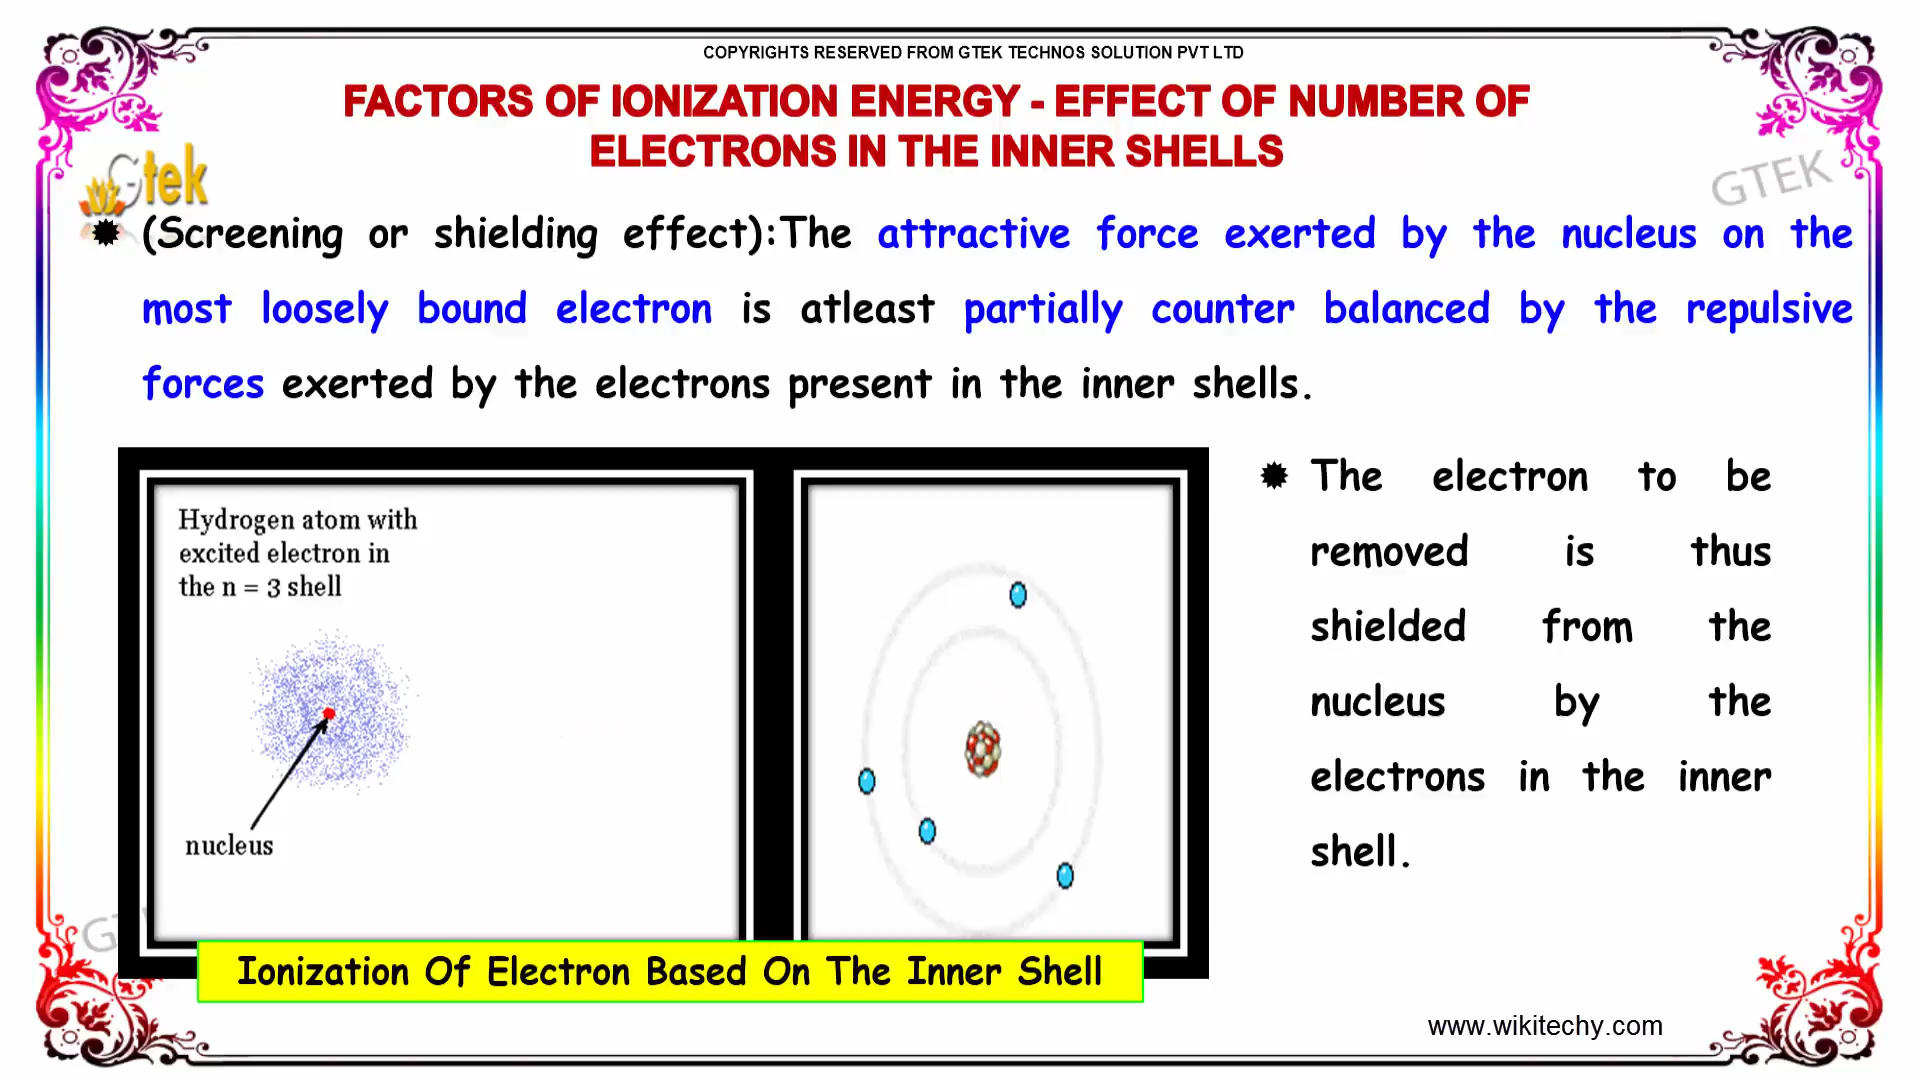 COPYRIGHTS RESERVED FROM GTEK TECHNOS SOLUTION PVT LTD
FACTORS OF IONIZATION ENERGY - EFFECT OF NUMBER OF
ELECTRONS IN THE INNER SHELLS
Gtek
GTEK
(Screening or shielding effect):The attractive force exerted by the nucleus on the
most loosely bound electron is atleast partially counter balanced by the repulsive
forces exerted by the electrons present in the inner shells.
Hydrogen atom with
excited electron in
the n = 3 shell
nucleus
The electron to be
removed is thus
shielded from the
nucleus by the
electrons in the inner
shell.
Ionization Of Electron Based On The Inner Shell
www.wikitechy.com